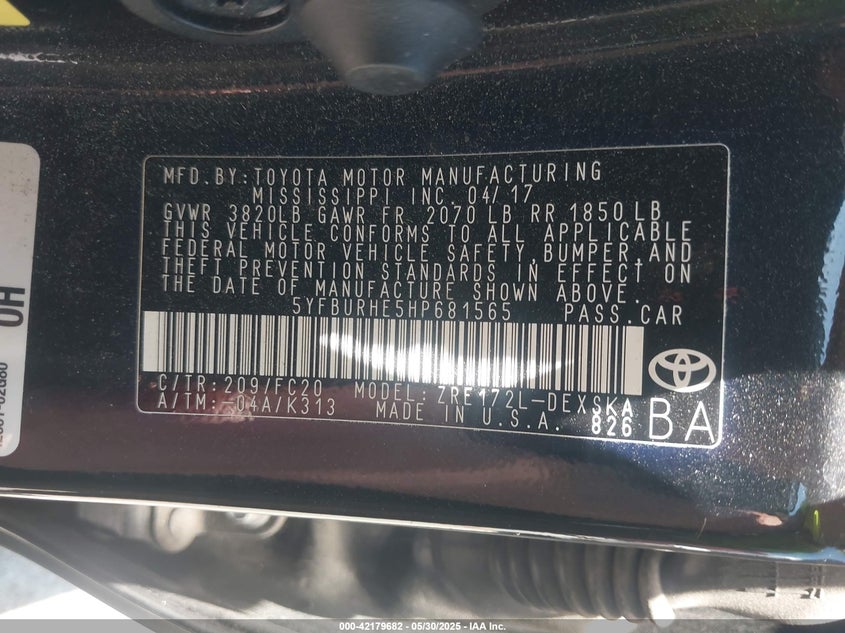 MFD.BY:TOYOTA MOTOR MANUFACTURING
MISSISSIPPI INC. 04/17
GVWR 3820LB GAWR FR 2070 LB RR 1850 LB
THIS VEHICLE CONFORMS TO ALL APPLICABLE
FEDERAL MOTOR VEHICLE SAFETY, BUMPER, AND
THEFT PREVENTION STANDARDS IN EFFECT ON
THE DATE OF MANUFACTURE SHOWN ABOVE.
5YFBURHE5HP681565 PASS.CAR
C/TR: 209/FC20 MODEL: ZRE172L-DEXSKA
A/TM: -04A/K313 MADE IN U.S.A. 826 BA
HO
000-42179682 - 05/30/2025 - IAA Inc.